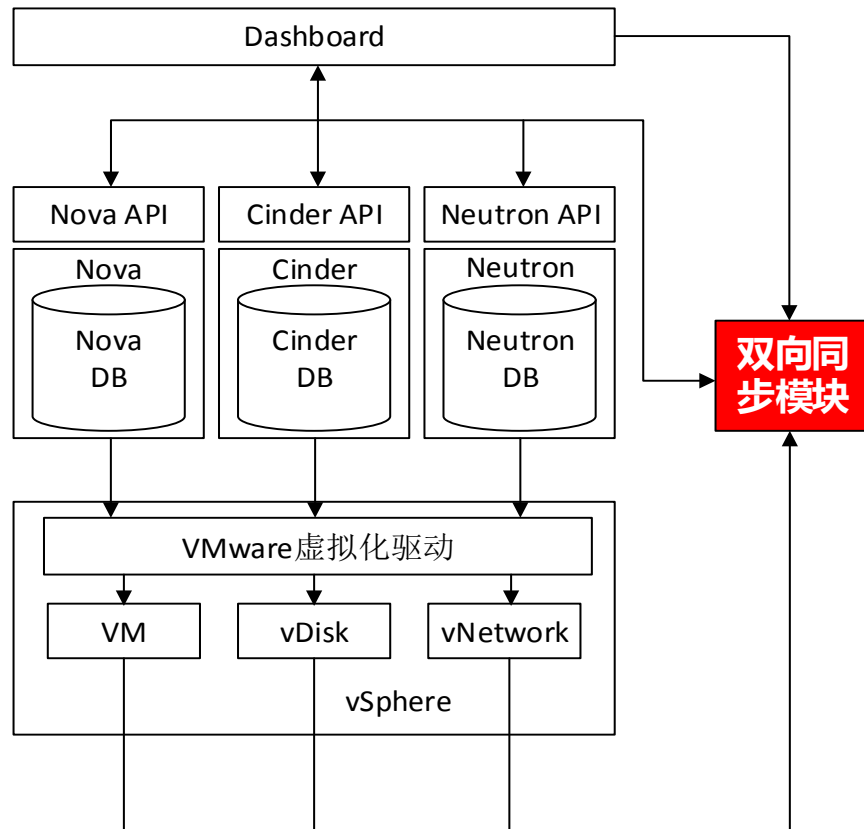 Dashboard
Nova API
Cinder API
Neutron API
Nova
Cinder
Neutron
Nova
DB
Cinder
DB
Neutron
DB
双向同
步模块
VMware虚拟化驱动
VM
vDisk
vNetwork
vSphere